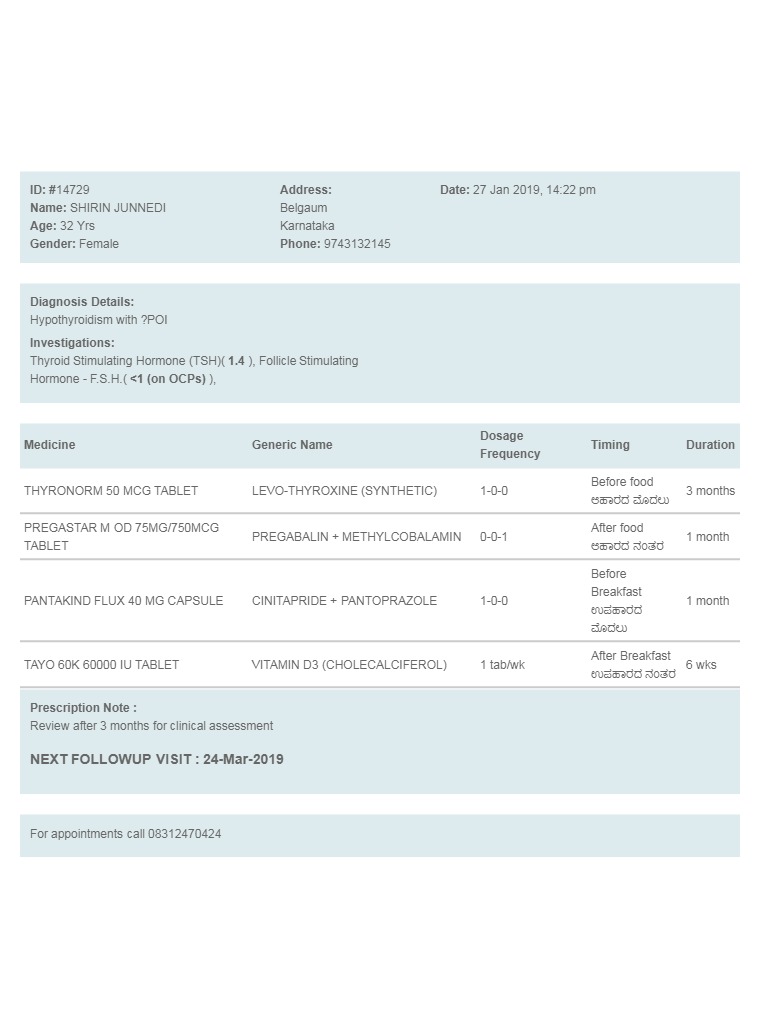 ID: #14729 Address: Date: 27 Jan 2019, 14:22 pm
Name: SHIRIN JUNNEDI Belgaum
Age: 32 Yrs Karnataka
Gender: Female Phone: 9743132145
Diagnosis Details:
Hypothyroidism with ?POI
Investigations:
Thyroid Stimulating Hormone (TSH)( 1.4 ), Follicle Stimulating
Hormone - F.S.H.( <1 (on OCPs) ),
Medicine Generic Name Dosage Frequency Timing Duration
THYRONORM 50 MCG TABLET LEVO-THYROXINE (SYNTHETIC) 1-0-0 Before food 3 months
ಆಹಾರದ ಮೊದಲು
PREGASTAR M OD 75MG/750MCG TABLET PREGABALIN + METHYLCOBALAMIN 0-0-1 After food 1 month
ಆಹಾರದ ನಂತರ
PANTAKIND FLUX 40 MG CAPSULE CINITAPRIDE + PANTOPRAZOLE 1-0-0 Before Breakfast 1 month
ಉಪಹಾರದ
ಮೊದಲು
TAYO 60K 60000 IU TABLET VITAMIN D3 (CHOLECALCIFEROL) 1 tab/wk After Breakfast 6 wks
ಉಪಹಾರದ ನಂತರ
Prescription Note :
Review after 3 months for clinical assessment
NEXT FOLLOWUP VISIT : 24-Mar-2019
For appointments call 08312470424